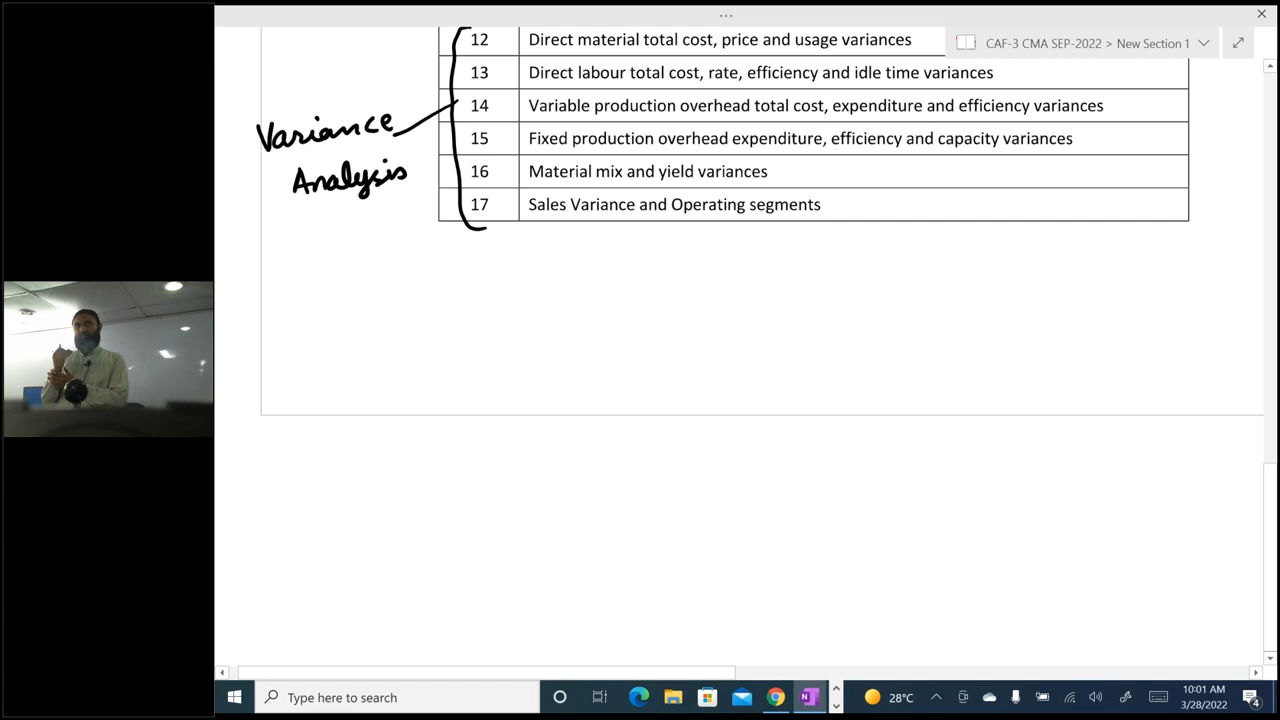 12 Direct material total cost, price and usage variances
CAF-3 CMA SEP-2022 > New Section 1
13 Direct labour total cost, rate, efficiency and idle time variances
14 Variable production overhead total cost, expenditure and efficiency variances
Variance
Analysis
15 Fixed production overhead expenditure, efficiency and capacity variances
16 Material mix and yield variances
17 Sales Variance and Operating segments
Type here to search
28°C
10:01 AM
3/28/2022
4